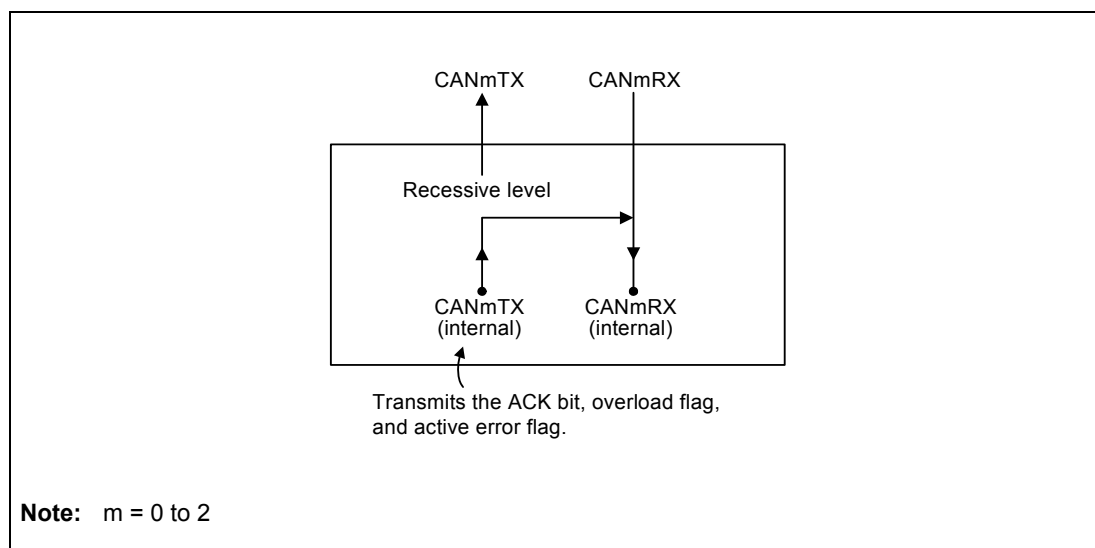 CANmTX CANmRX
Recessive level
CANmTX
(internal)
CANmRX
(internal)
Transmits the ACK bit, overload flag,
and active error flag.
Note: m = 0 to 2